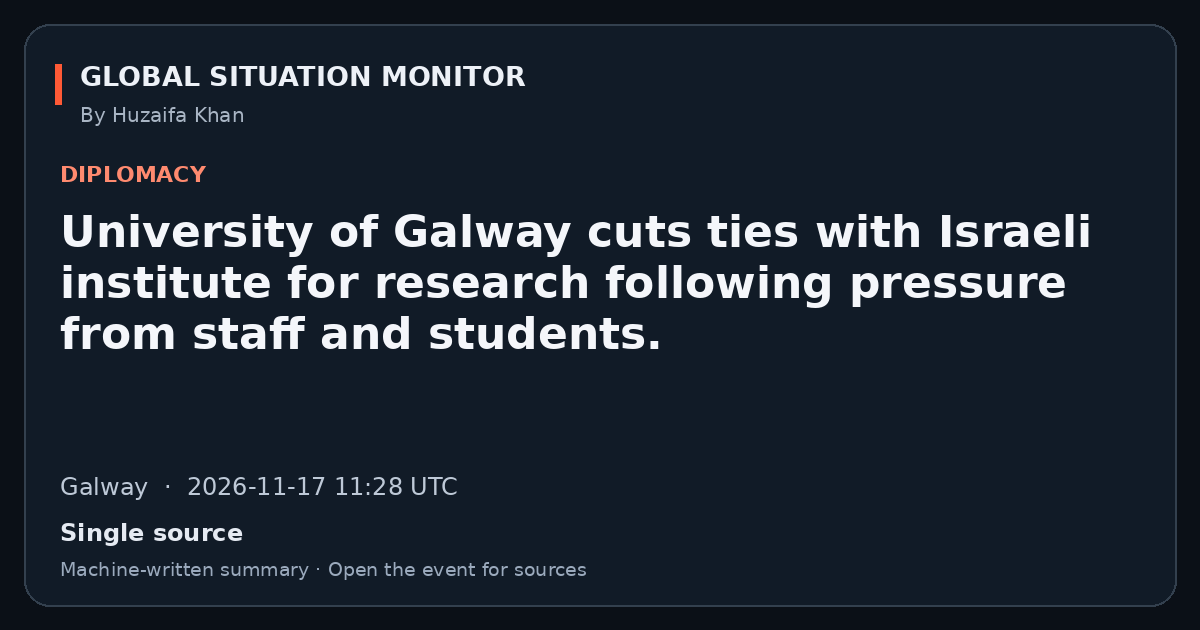 GLOBAL SITUATION MONITOR
By Huzaifa Khan
DIPLOMACY
University of Galway cuts ties with Israeli
institute for research following pressure
from staff and students.
Galway · 2026-11-17 11:28 UTC
Single source
Machine-written summary · Open the event for sources